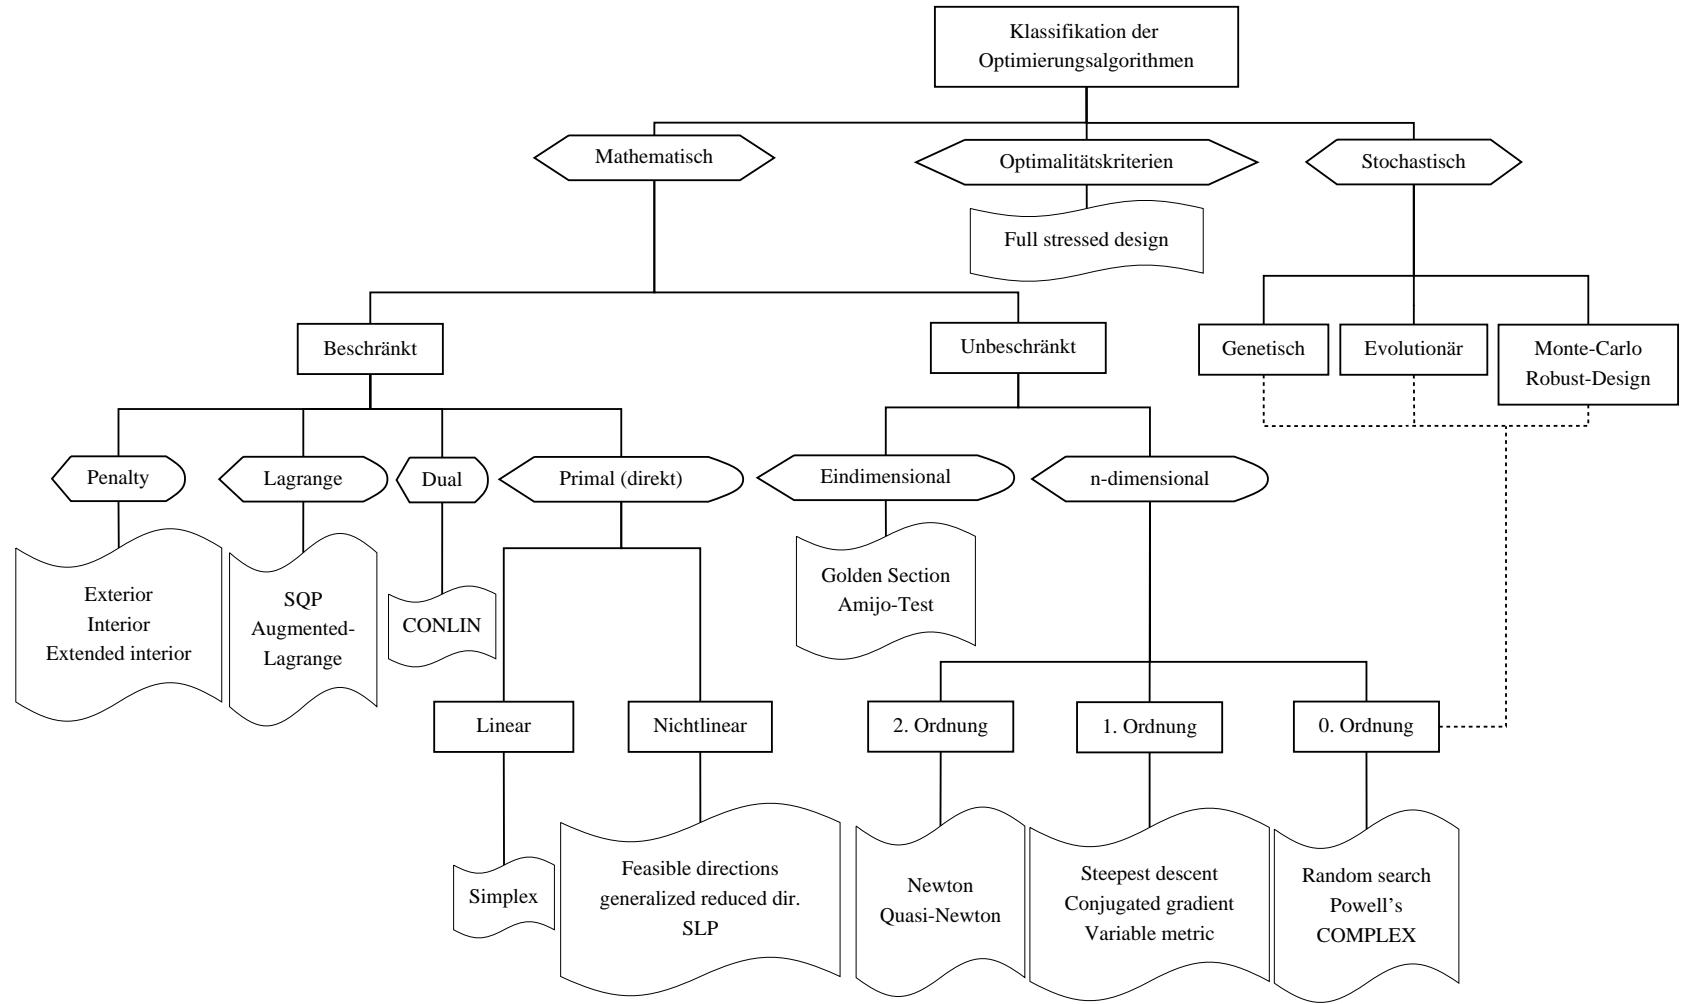 Klassifikation der
Optimierungsalgorithmen
Mathematisch
Optimalitätskriterien
Stochastisch
Full stressed design
Beschränkt
Unbeschränkt
Genetisch
Evolutionär
Monte-Carlo
Robust-Design
Penalty
Lagrange
Dual
Primal (direkt)
Eindimensional
n-dimensional
Exterior
Interior
Extended interior
SQP
Augmented-
Lagrange
CONLIN
Golden Section
Amijo-Test
Linear
Nichtlinear
2. Ordnung
1. Ordnung
0. Ordnung
Simplex
Feasible directions
generalized reduced dir.
SLP
Newton
Quasi-Newton
Steepest descent
Conjugated gradient
Variable metric
Random search
Powell's
COMPLEX